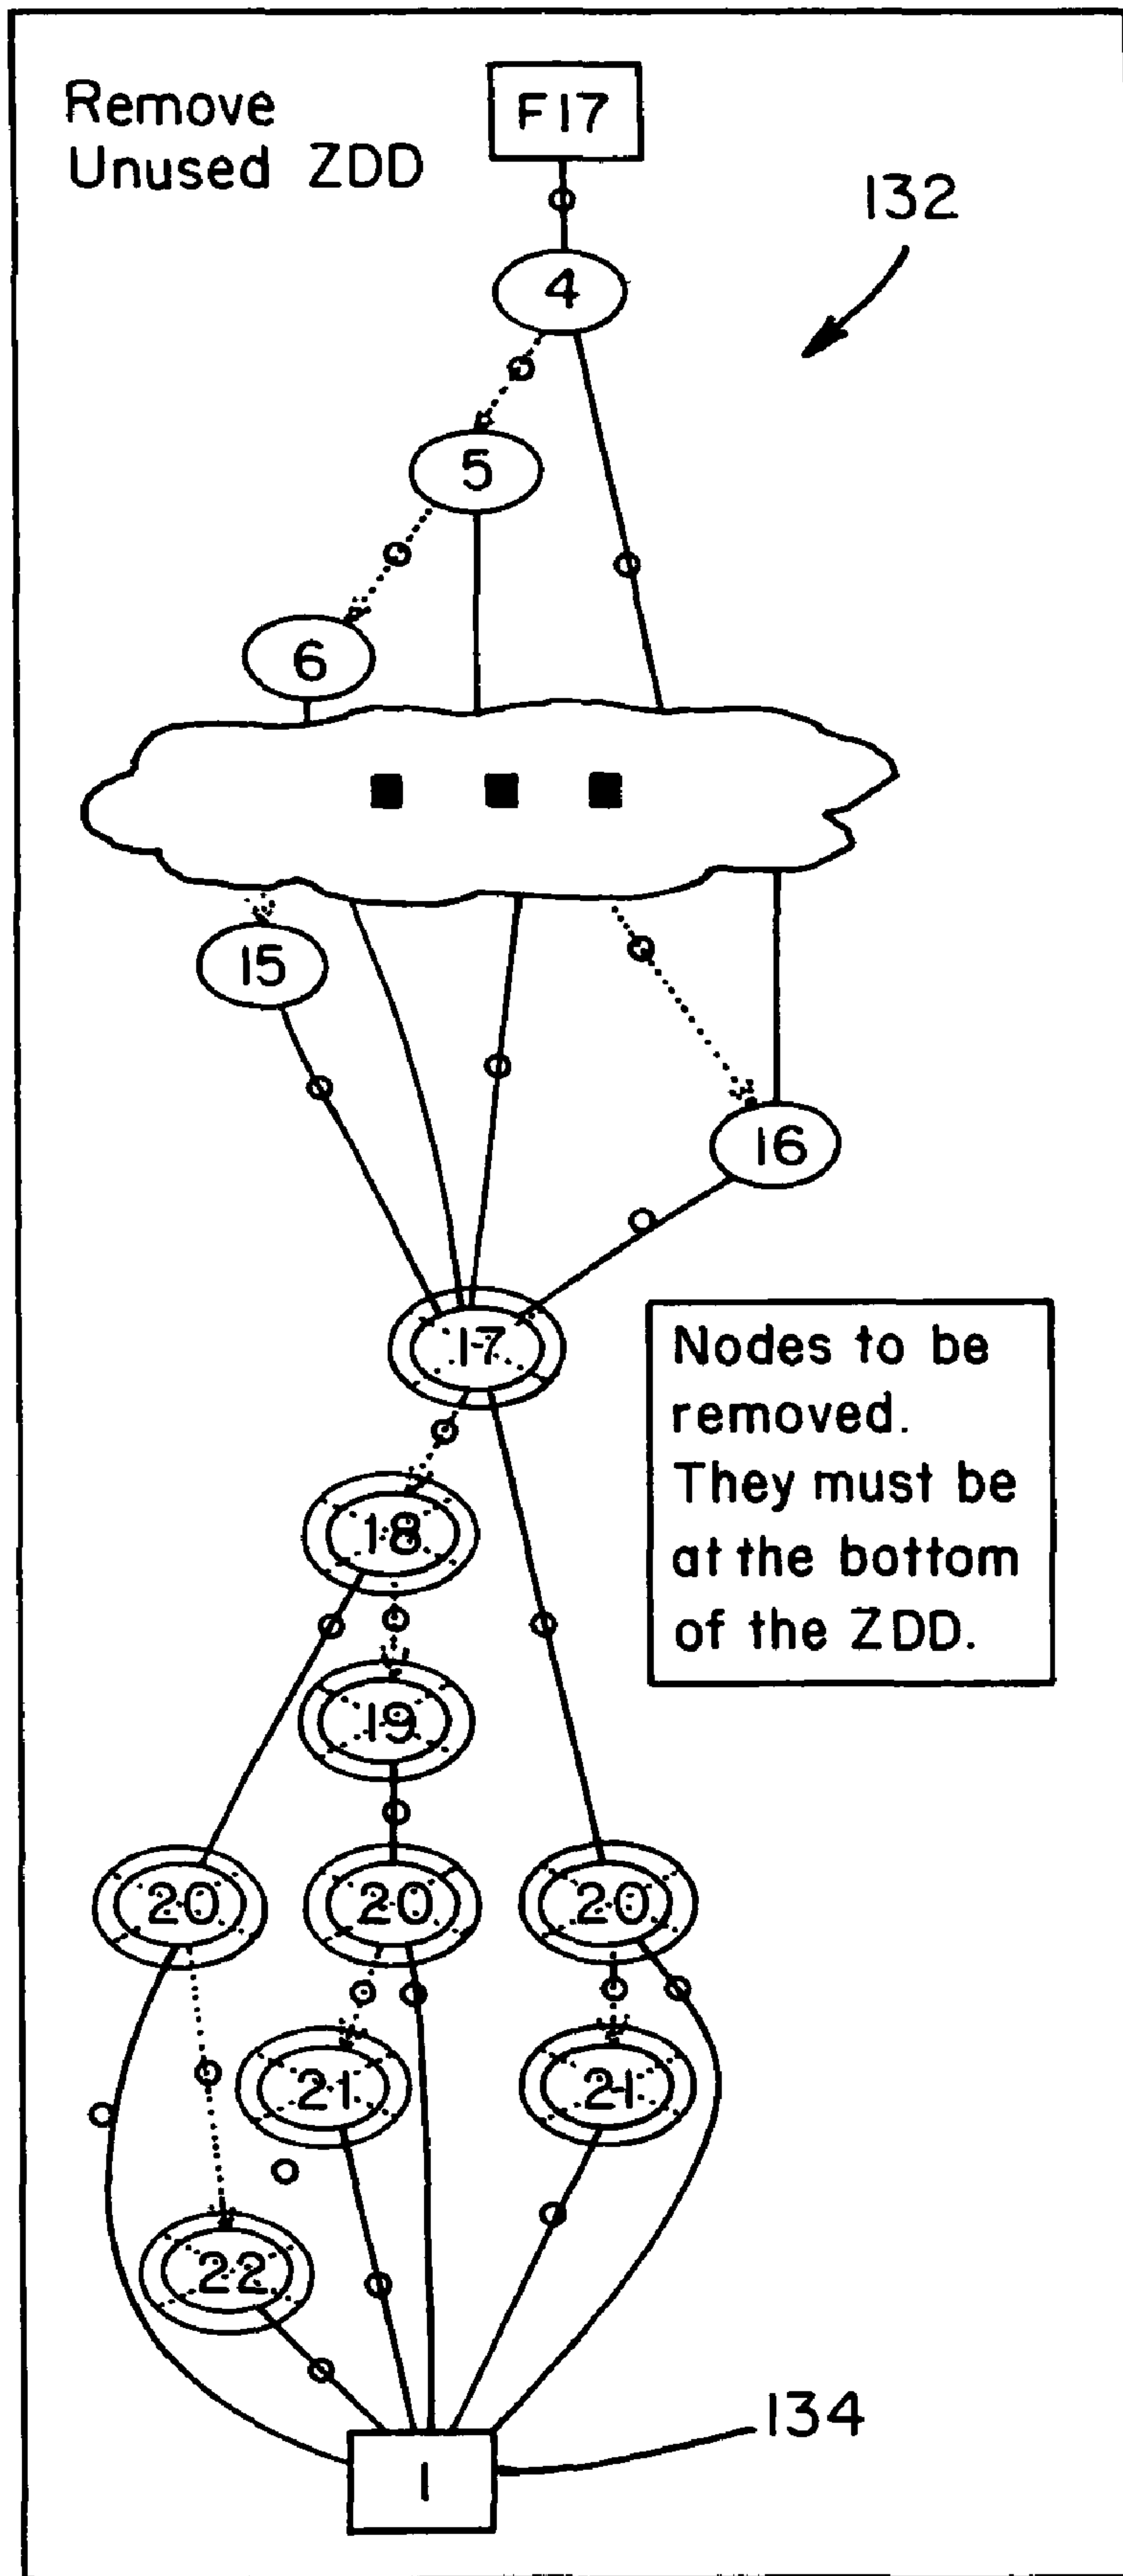 Remove
Unused ZDD
F17
132
4
5
6
15
16
17
Nodes to be
removed.
They must be
at the bottom
of the ZDD.
18
19
20 20 20
21 21
22
134
1